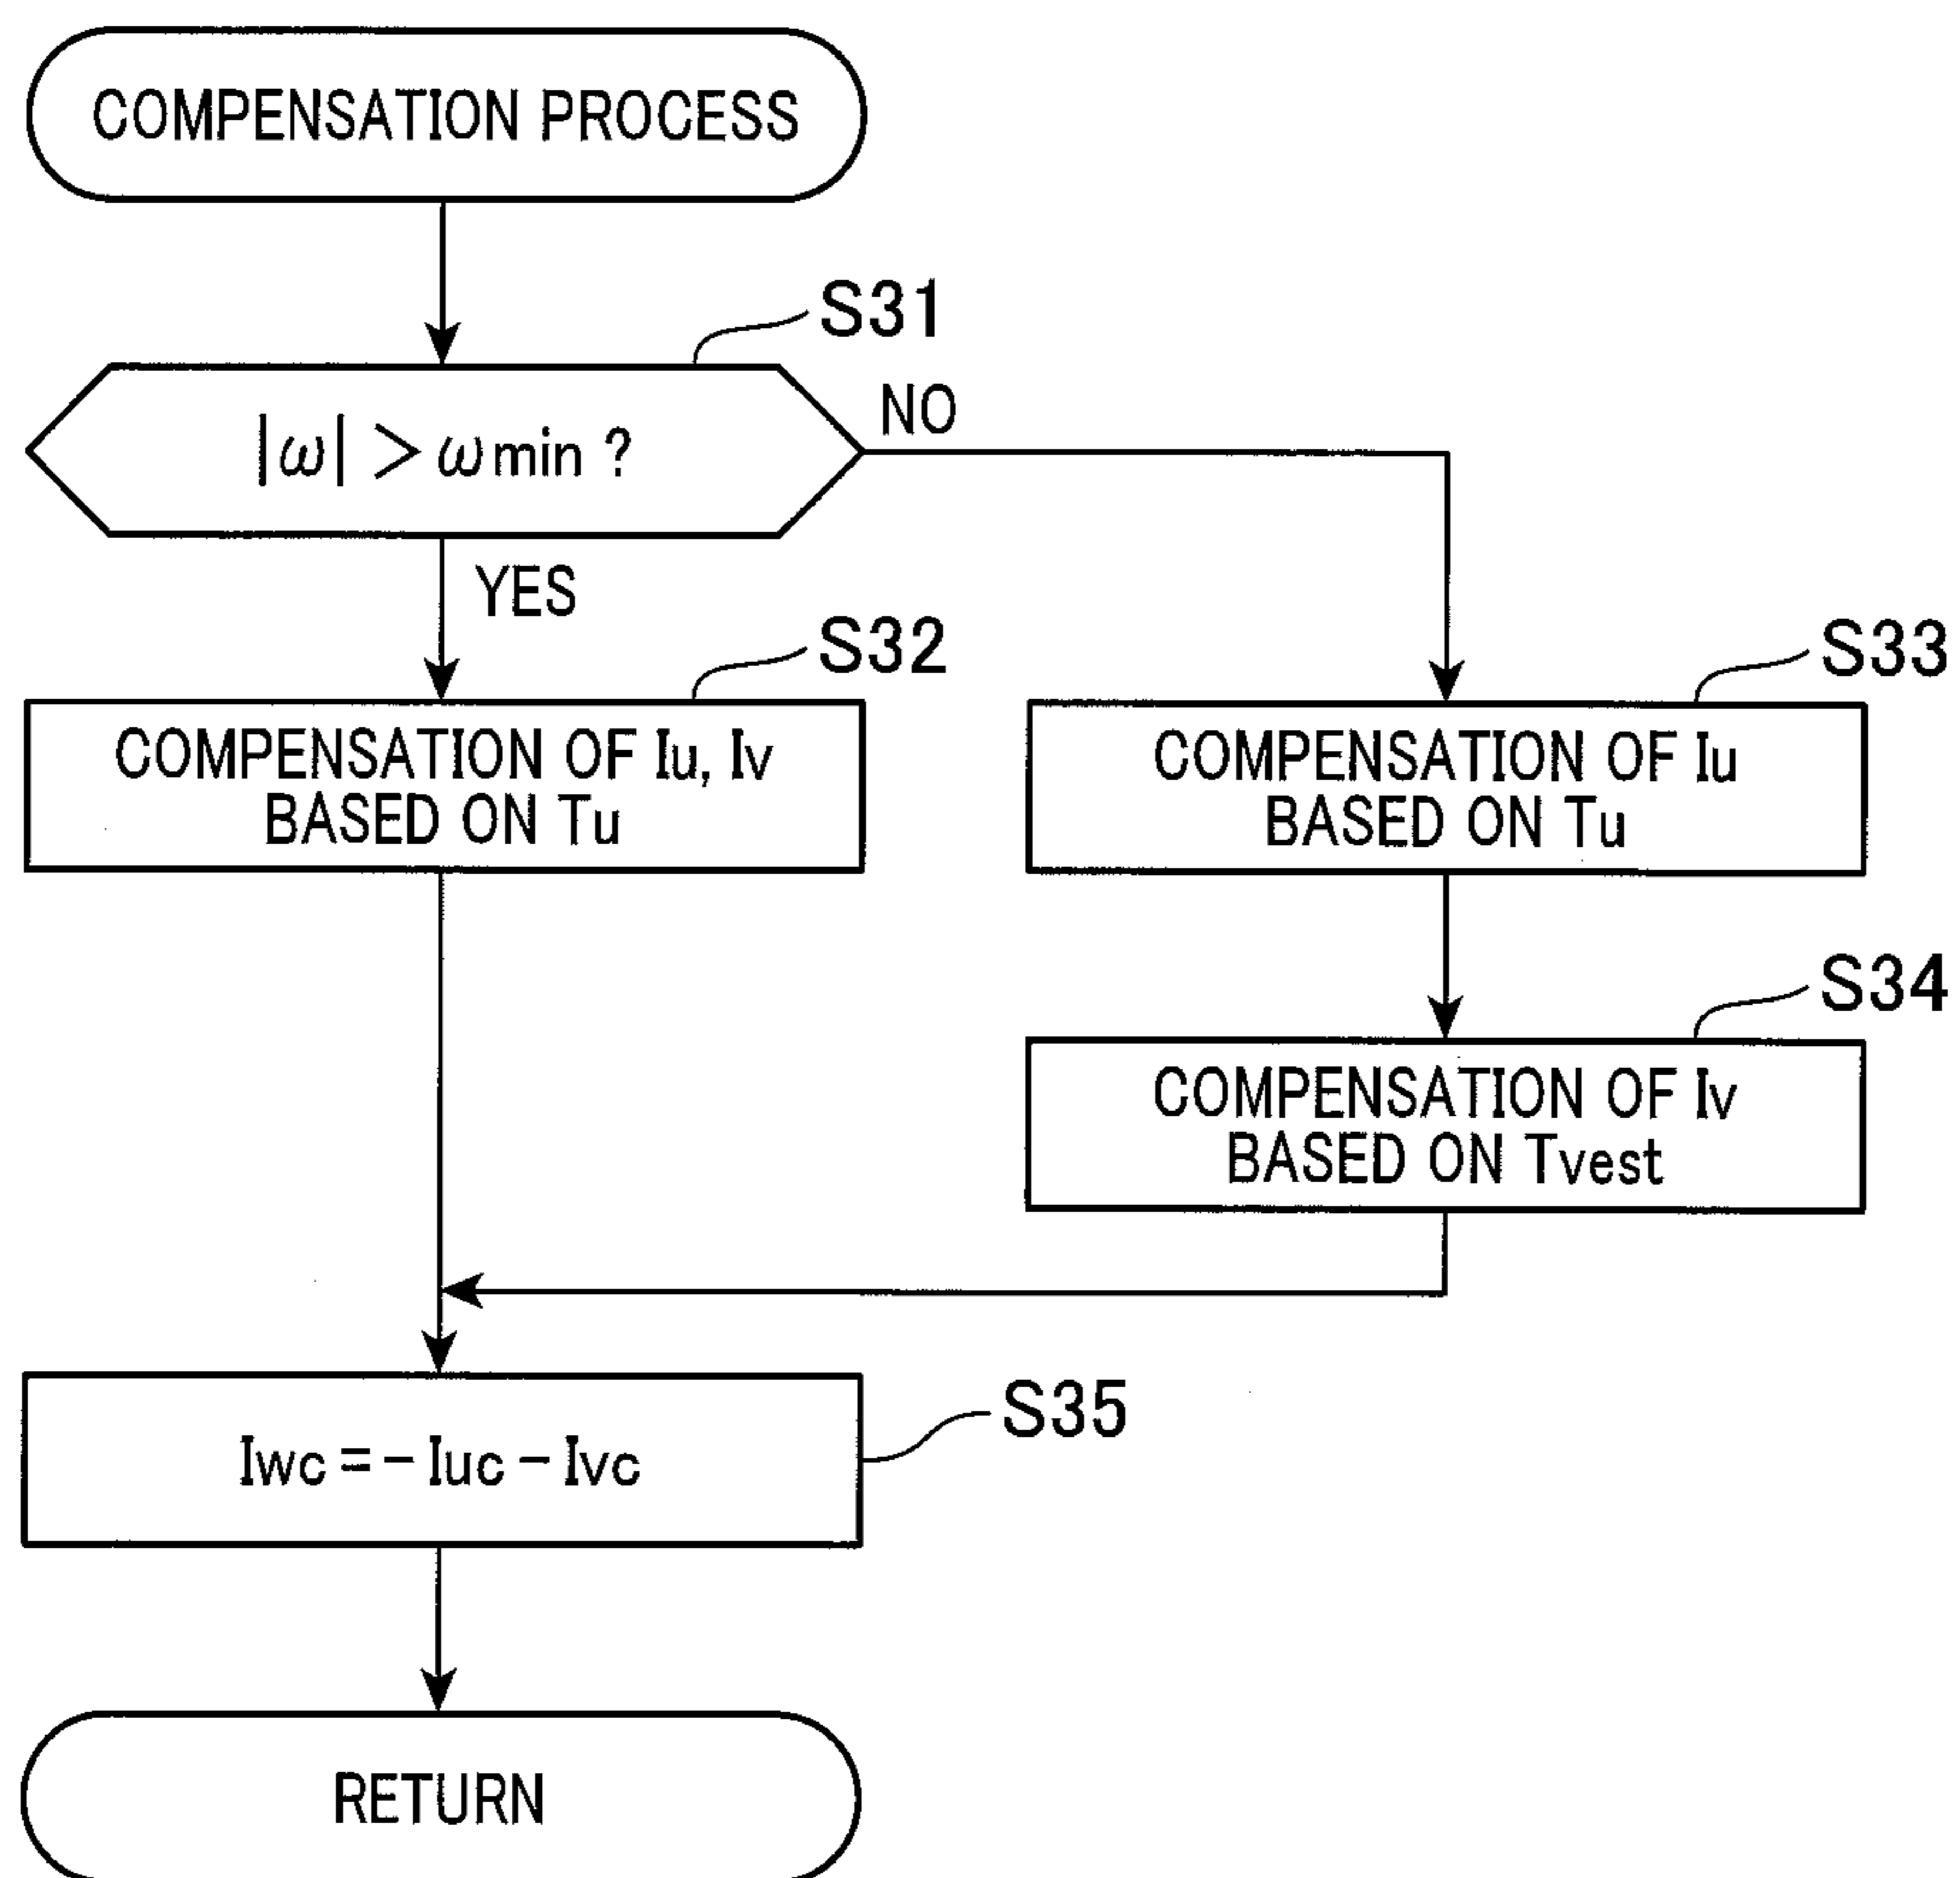 COMPENSATION PROCESS
S31
|ω| > ωmin ?
NO
YES
S32
COMPENSATION OF Iu, Iv
BASED ON Tu
S33
COMPENSATION OF Iu
BASED ON Tu
S34
COMPENSATION OF Iv
BASED ON Tvest
S35
Iwc = - Iuc - Ivc
RETURN